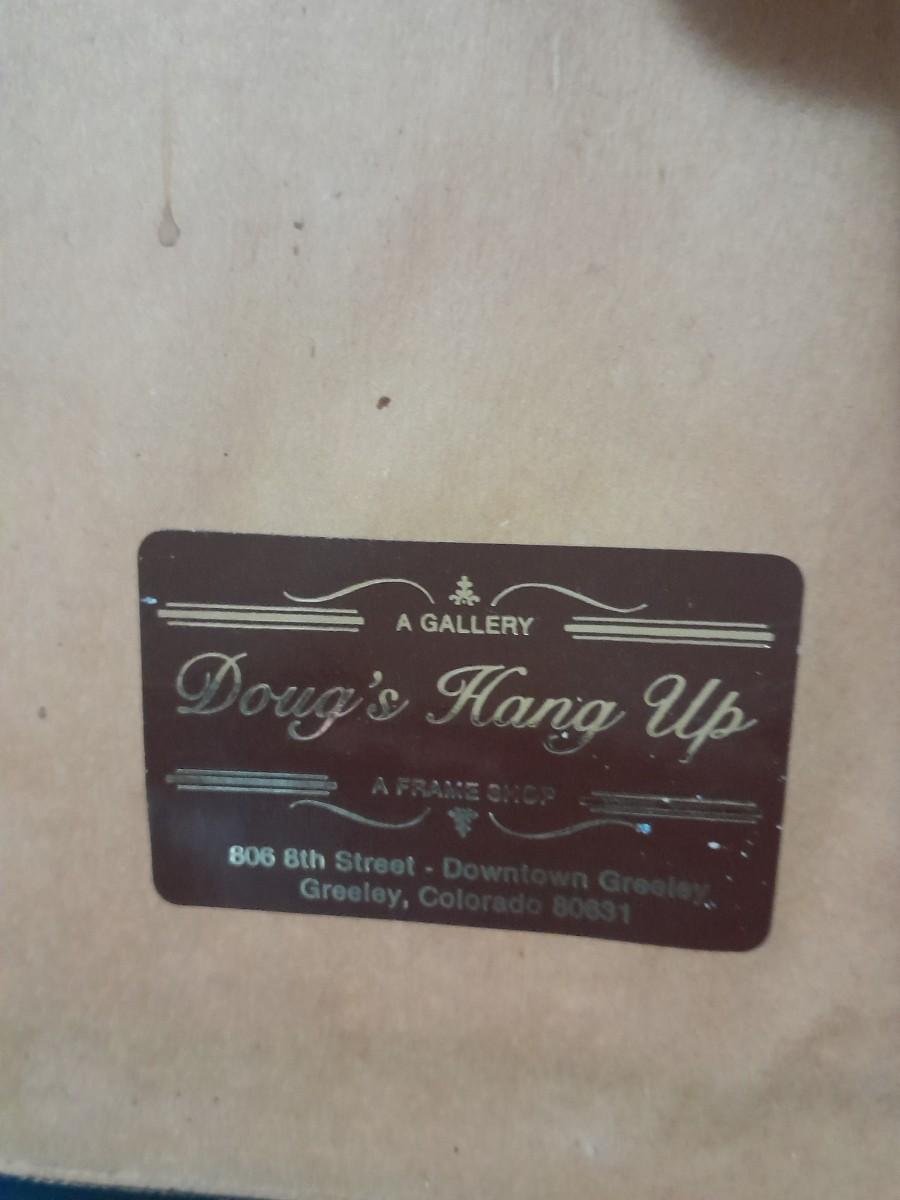 A GALLERY
Doug's Hang Up
A FRAME SHOP
806 8th Street - Downtown Greeley
Greeley, Colorado 80631